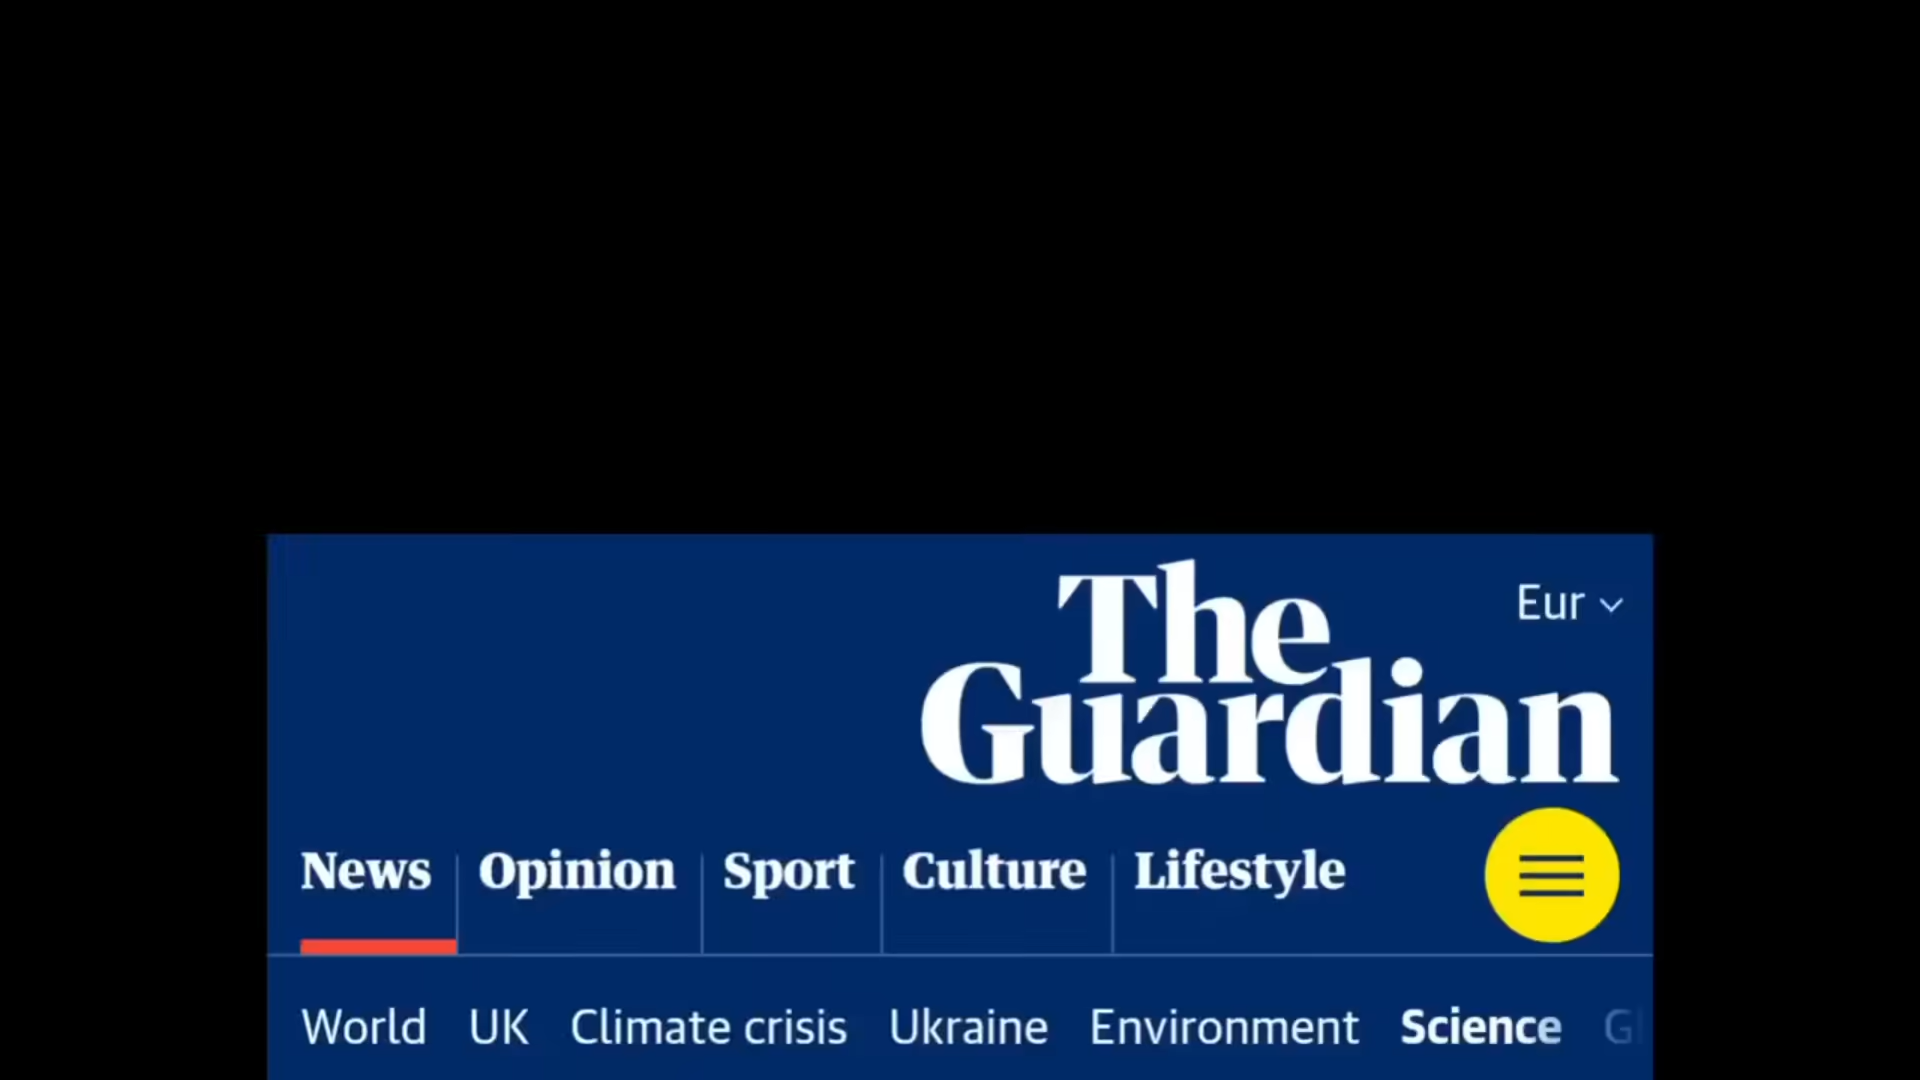 Eur
The
Guardian
News Opinion Sport Culture Lifestyle
World UK Climate crisis Ukraine Environment Science